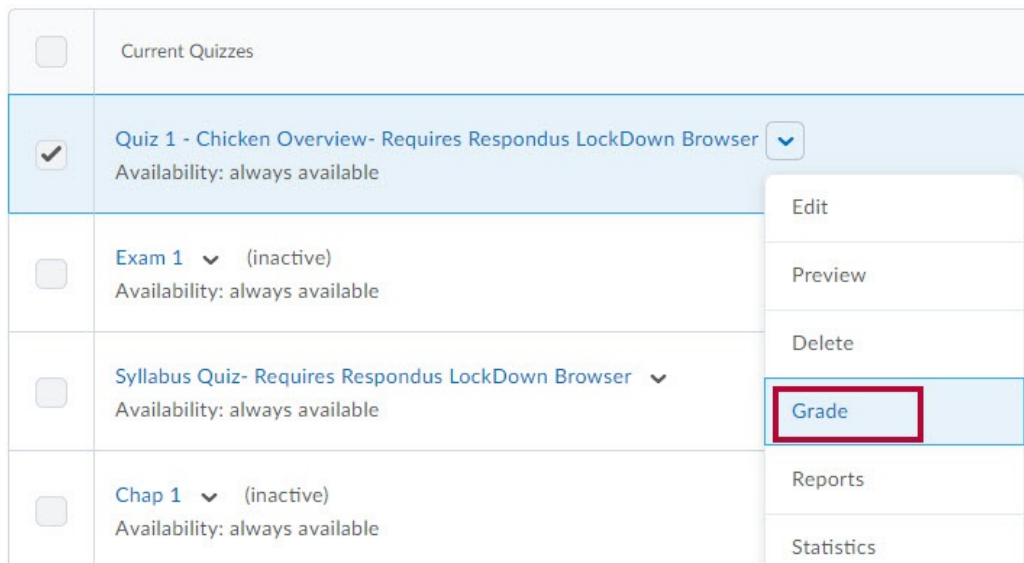 Current Quizzes
Quiz 1 - Chicken Overview- Requires Respondus LockDown Browser
Availability: always available
Exam 1 (inactive)
Availability: always available
Syllabus Quiz- Requires Respondus LockDown Browser
Availability: always available
Chap 1 (inactive)
Availability: always available
Edit
Preview
Delete
Grade
Reports
Statistics